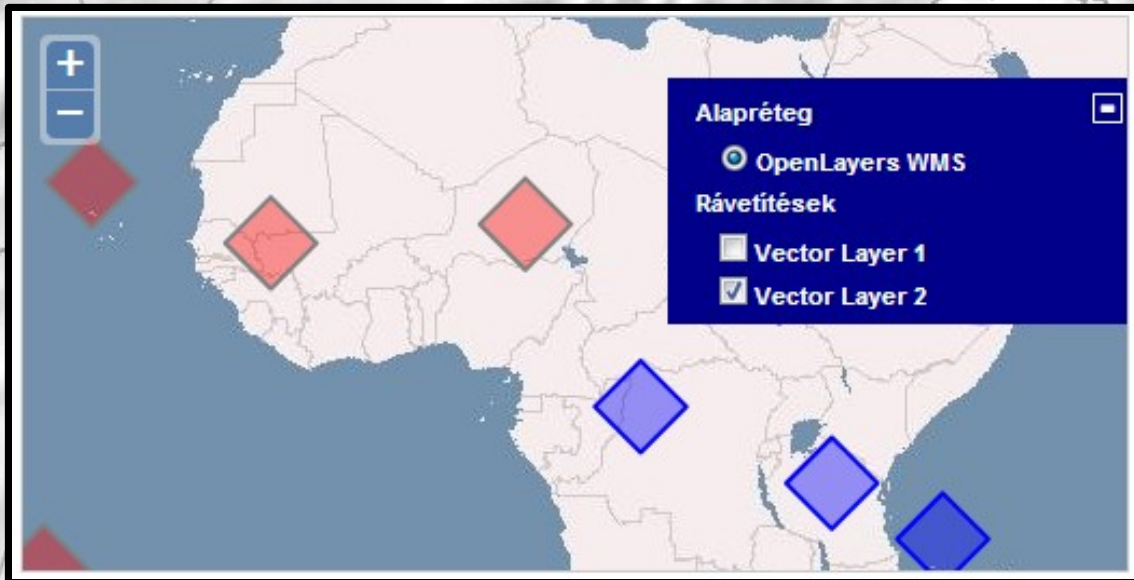 +
−
Alapréteg
OpenLayers WMS
Rávetítések
Vector Layer 1
Vector Layer 2